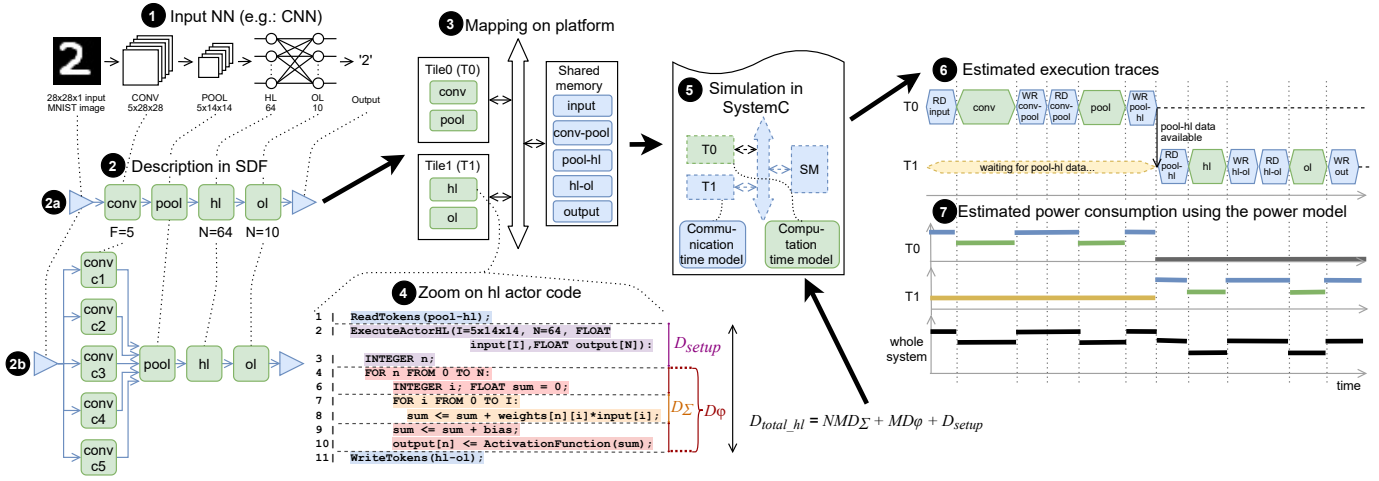 1 Input NN (e.g.: CNN)
2
'2'
28x28x1 input
MNIST image
CONV
5x28x28
POOL
5x14x14
HL
64
OL
10
Output
2 Description in SDF
2a
conv
pool
hl
ol
F=5
N=64
N=10
2b
conv
c1
conv
c2
conv
c3
conv
c4
conv
c5
pool
hl
ol
3 Mapping on platform
Tile0 (T0)
conv
pool
Tile1 (T1)
hl
ol
Shared
memory
input
conv-pool
pool-hl
hl-ol
output
4 Zoom on hl actor code
1 ReadTokens(pool-hl);
2 ExecuteActorHL(I=5x14x14, N=64, FLOAT
input[I],FLOAT output[N]):
3 INTEGER n;
4 FOR n FROM 0 TO N:
6 INTEGER i; FLOAT sum = 0;
7 FOR i FROM 0 TO I:
8 sum <= sum + weights[n][i]*input[i];
9 sum <= sum + bias;
10 output[n] <= ActivationFunction(sum);
11 WriteTokens(hl-ol);
Dsetup
DΣ
Dφ
Dtotal_hl = NMDΣ + MDφ + Dsetup
5 Simulation in
SystemC
T0
T1
SM
Commu-
nication
time model
Compu-
tation
time model
6 Estimated execution traces
T0
RD
input
conv
WR
conv-
pool
RD
conv-
pool
pool
WR
pool-
hl
pool-hl data
available
T1
waiting for pool-hl data...
RD
pool-
hl
hl
WR
hl-ol
RD
hl-ol
ol
WR
out
7 Estimated power consumption using the power model
T0
T1
whole
system
time